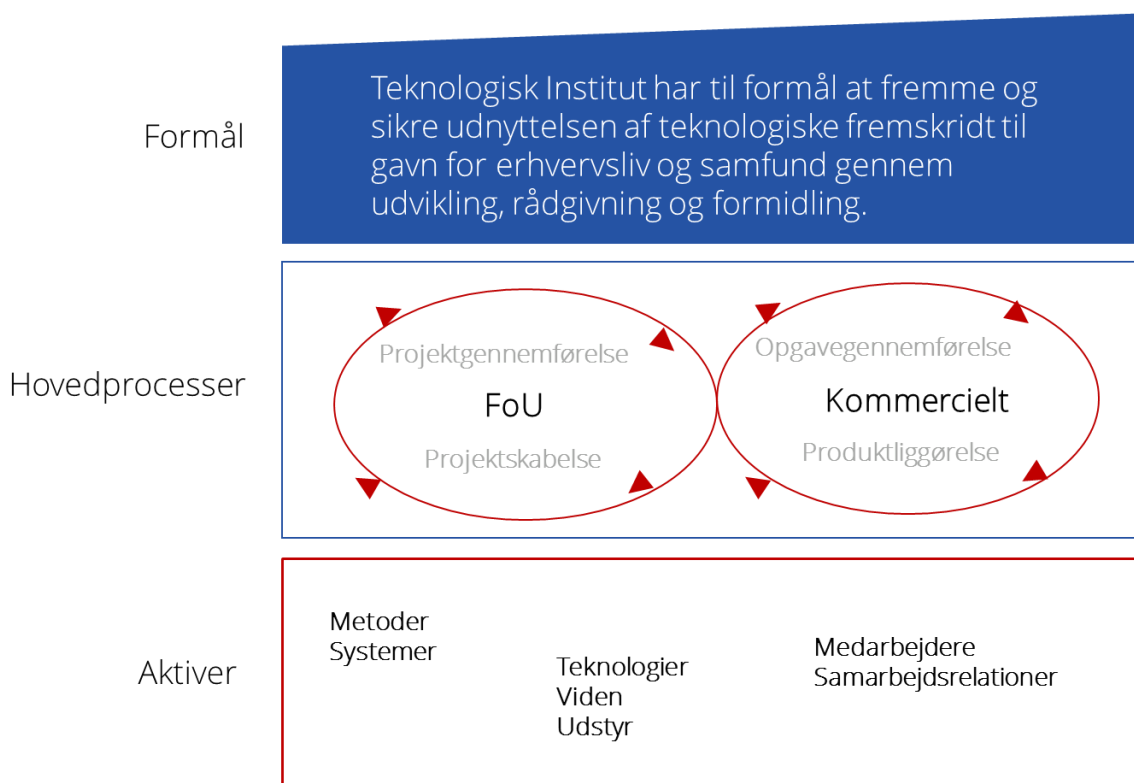 Formål
Teknologisk Institut har til formål at fremme og
sikre udnyttelsen af teknologiske fremskridt til
gavn for erhvervsliv og samfund gennem
udvikling, rådgivning og formidling.
Hovedprocesser
Projektgennemførelse
FoU
Projektskabelse
Opgavegennemførelse
Kommercielt
Produktliggørelse
Aktiver
Metoder
Systemer
Teknologier
Viden
Udstyr
Medarbejdere
Samarbejdsrelationer